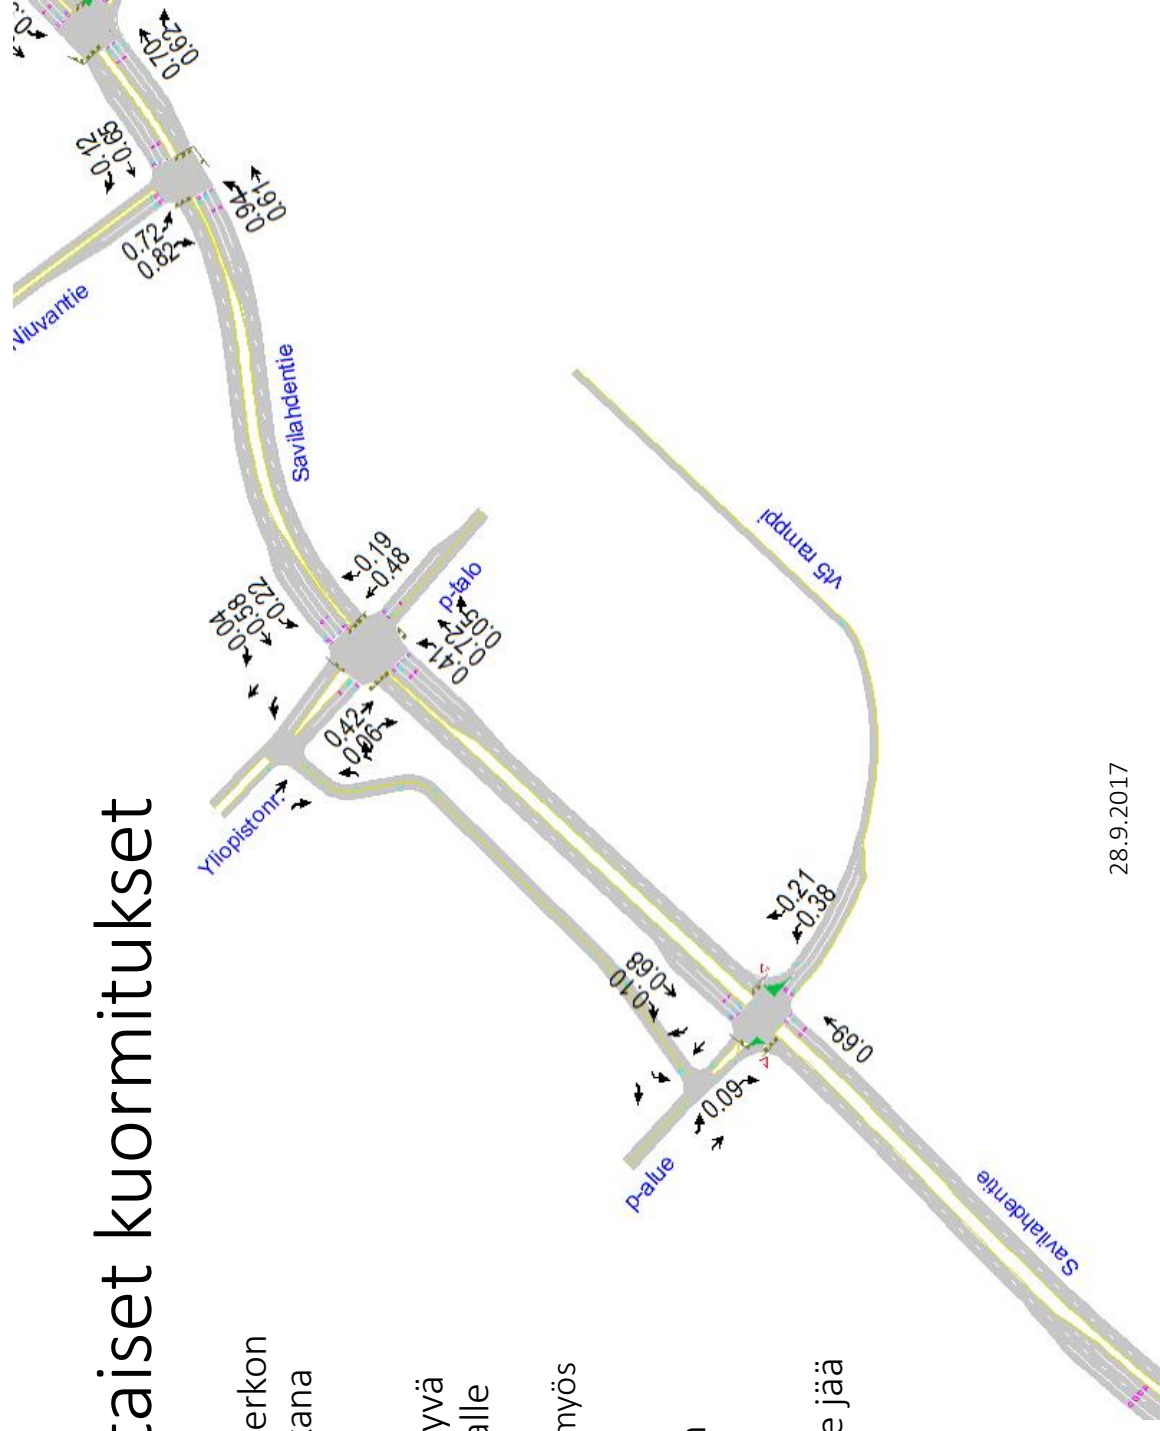 taiset kuormitukset
erkon
tana
yvä
alle
myös
n
e jää
0.70
0.62
0.12
0.65
0.94
0.61
0.72
0.82
Niuvantie
Savilahdentie
0.19
0.48
p-talo
0.04
0.58
0.22
0.41
0.72
0.05
0.42
0.06
Yliopistonr.
vt5 ramppi
0.21
0.38
0.10
0.68
0.69
0.09
p-alue
Savilahdentie
28.9.2017